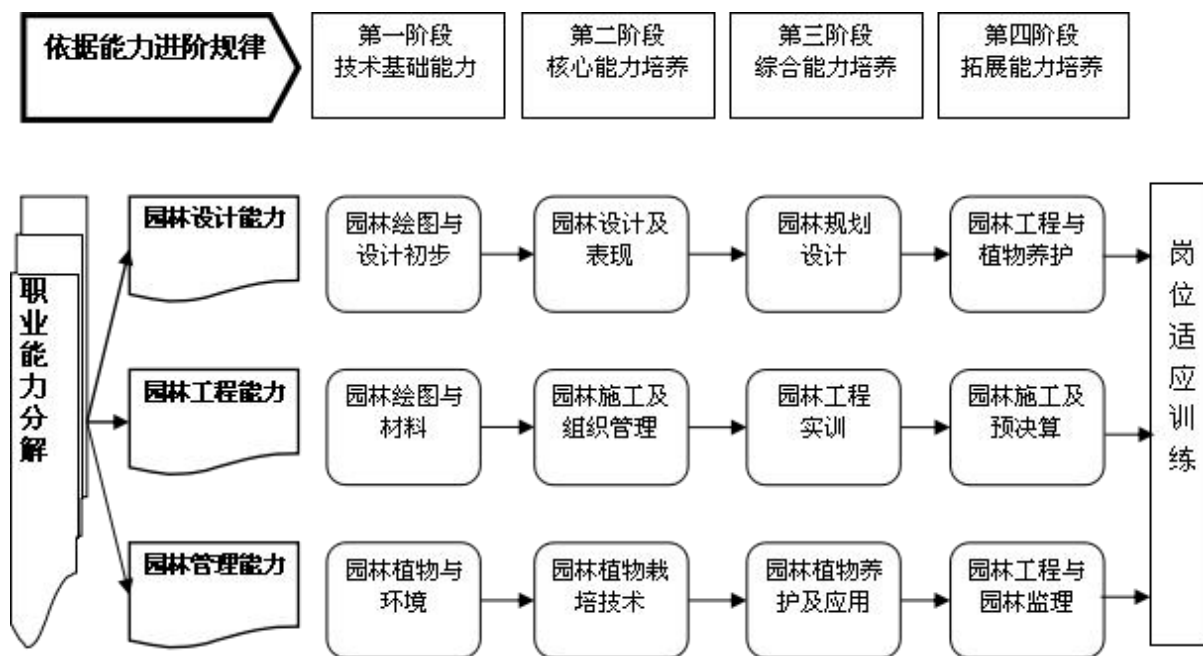 依据能力进阶规律
第一阶段
技术基础能力
第二阶段
核心能力培养
第三阶段
综合能力培养
第四阶段
拓展能力培养
职业能力分解
园林设计能力
园林绘图与
设计初步
园林设计及
表现
园林规划
设计
园林工程与
植物养护
园林工程能力
园林绘图与
材料
园林施工及
组织管理
园林工程
实训
园林施工及
预决算
园林管理能力
园林植物与
环境
园林植物栽
培技术
园林植物养
护及应用
园林工程与
园林监理
岗位适应训练